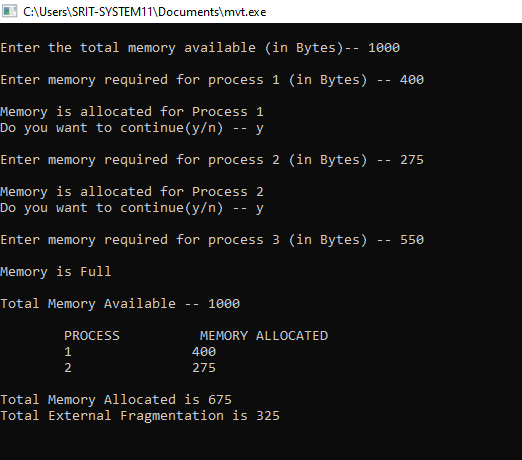 C:\Users\SRIT-SYSTEM11\Documents\mvt.exe
Enter the total memory available (in Bytes)-- 1000
Enter memory required for process 1 (in Bytes) -- 400
Memory is allocated for Process 1
Do you want to continue(y/n) -- y
Enter memory required for process 2 (in Bytes) -- 275
Memory is allocated for Process 2
Do you want to continue(y/n) -- y
Enter memory required for process 3 (in Bytes) -- 550
Memory is Full
Total Memory Available -- 1000
PROCESS MEMORY ALLOCATED
1 400
2 275
Total Memory Allocated is 675
Total External Fragmentation is 325